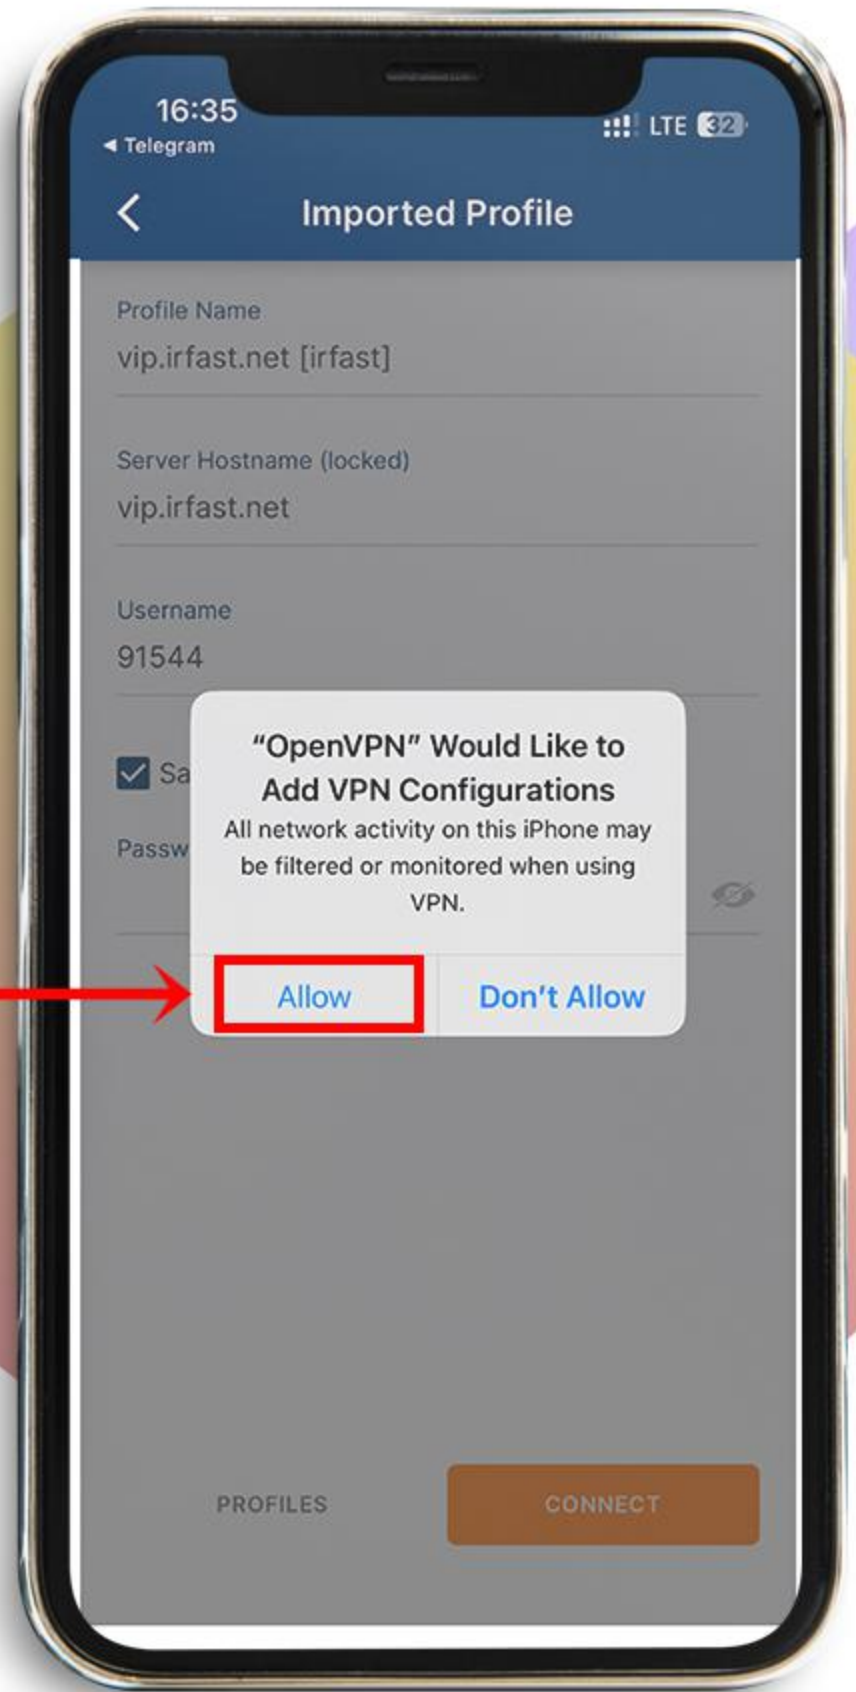 16:35
LTE 32
◀ Telegram
Imported Profile
Profile Name
vip.irfast.net [irfast]
Server Hostname (locked)
vip.irfast.net
Username
91544
Sa
Passw
“OpenVPN” Would Like to
Add VPN Configurations
All network activity on this iPhone may
be filtered or monitored when using
VPN.
Allow
Don’t Allow
PROFILES
CONNECT